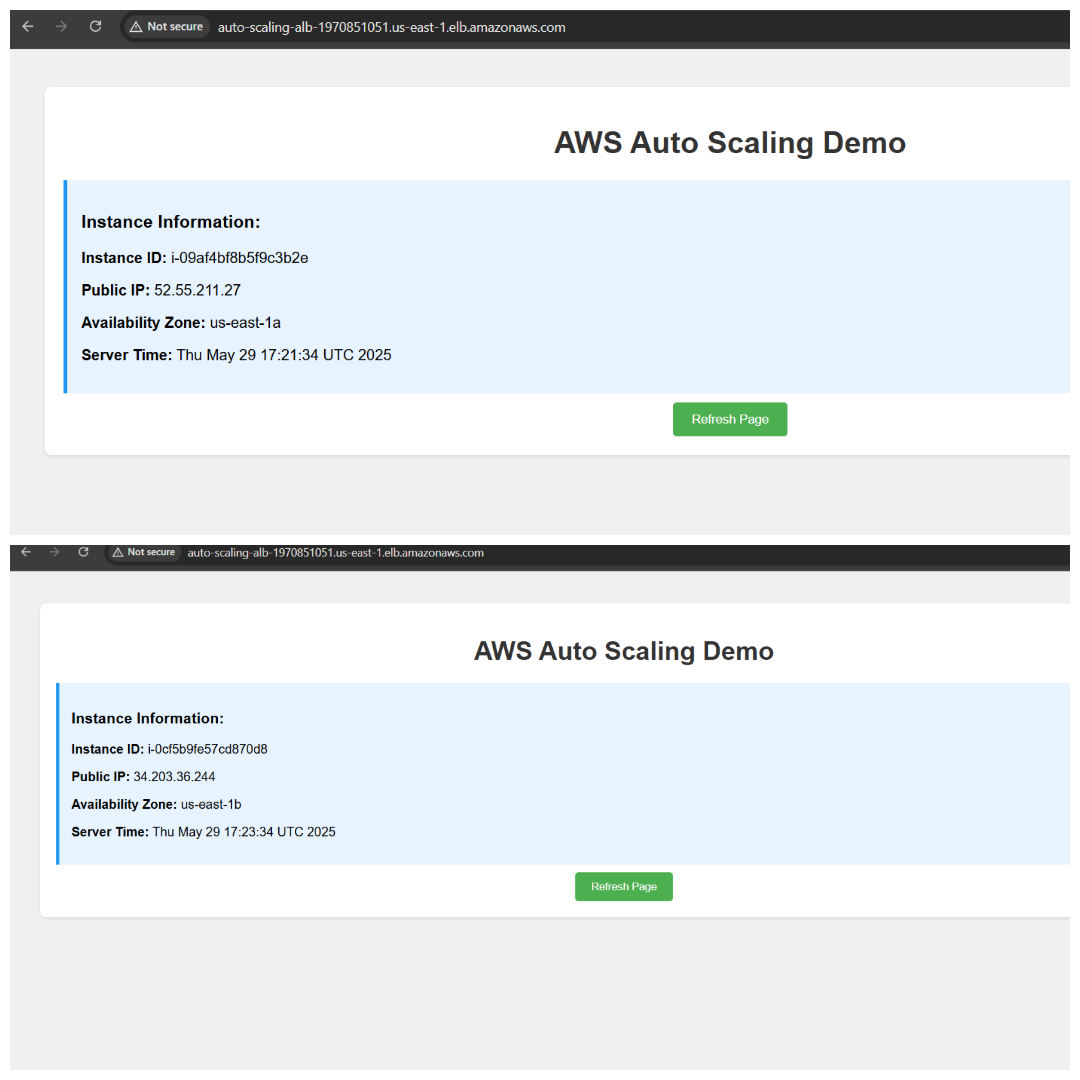 Not secure auto-scaling-alb-1970851051.us-east-1.elb.amazonaws.com
AWS Auto Scaling Demo
Instance Information:
Instance ID: i-09af4bf8b5f9c3b2e
Public IP: 52.55.211.27
Availability Zone: us-east-1a
Server Time: Thu May 29 17:21:34 UTC 2025
Refresh Page
Not secure auto-scaling-alb-1970851051.us-east-1.elb.amazonaws.com
AWS Auto Scaling Demo
Instance Information:
Instance ID: i-0cf5b9fe57cd870d8
Public IP: 34.203.36.244
Availability Zone: us-east-1b
Server Time: Thu May 29 17:23:34 UTC 2025
Refresh Page